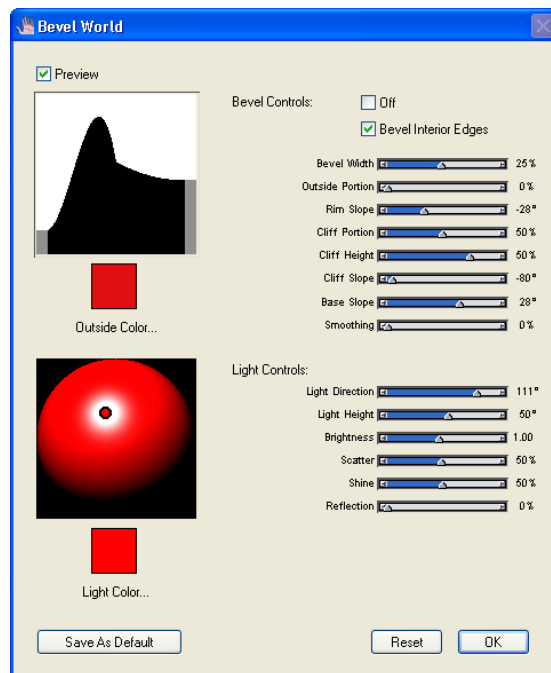 Bevel World
Preview
Bevel Controls: Off
Bevel Interior Edges
Bevel Width 25%
Outside Portion 0%
Rim Slope -28°
Cliff Portion 50%
Cliff Height 50%
Cliff Slope -80°
Base Slope 28°
Smoothing 0%
Outside Color...
Light Controls:
Light Direction 111°
Light Height 50°
Brightness 1.00
Scatter 50%
Shine 50%
Reflection 0%
Light Color...
Save As Default Reset OK